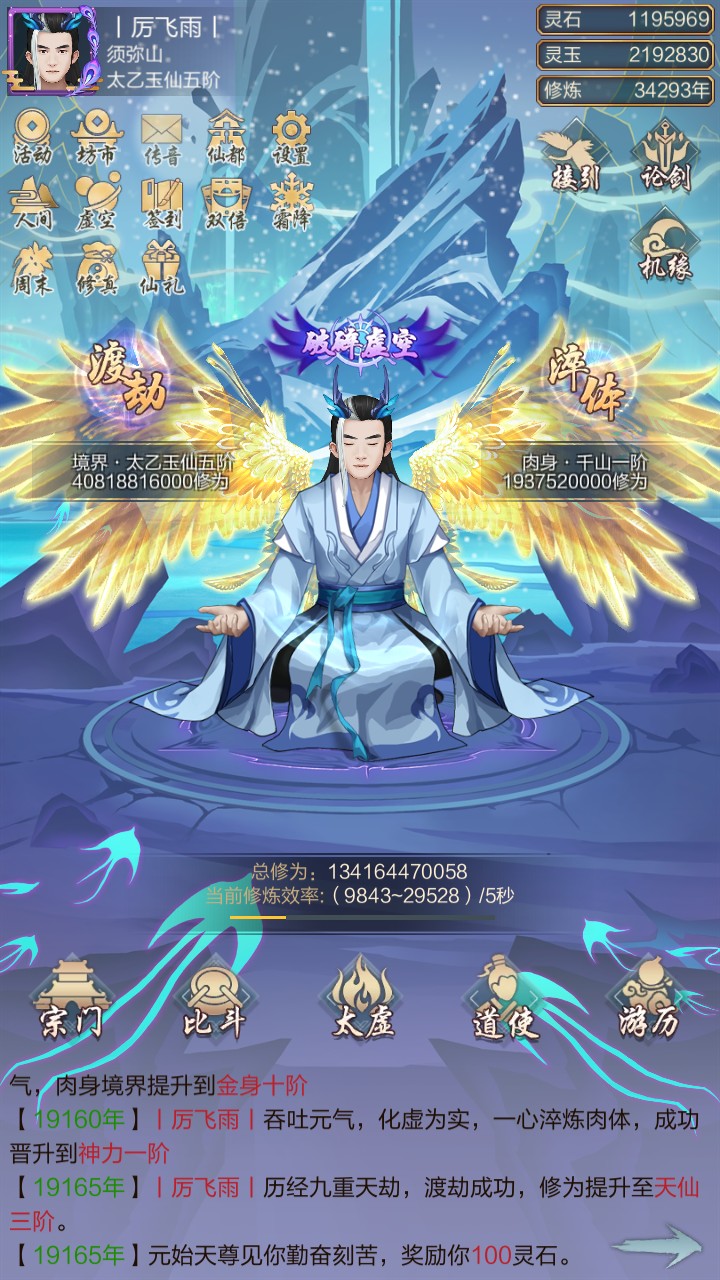 丨厉飞雨丨
须弥山
太乙玉仙五阶
灵石 1195969
灵玉 2192830
修炼 34293年
活动 坊市 传音 仙都 设置
接引 论剑
人间 虚空 签到 双倍 霜降
机缘
周末 修真 仙礼
破碎虚空
渡劫
淬体
境界·太乙玉仙五阶
40818816000修为
肉身·千山一阶
1937520000修为
总修为：134164470058
当前修炼效率:（9843~29528）/5秒
宗门 比斗 太虚 道使 游历
气，肉身境界提升到金身十阶
【19160年】丨厉飞雨丨吞吐元气，化虚为实，一心淬炼肉体，成功
晋升到神力一阶
【19165年】丨厉飞雨丨历经九重天劫，渡劫成功，修为提升至天仙
三阶。
【19165年】元始天尊见你勤奋刻苦，奖励你100灵石。